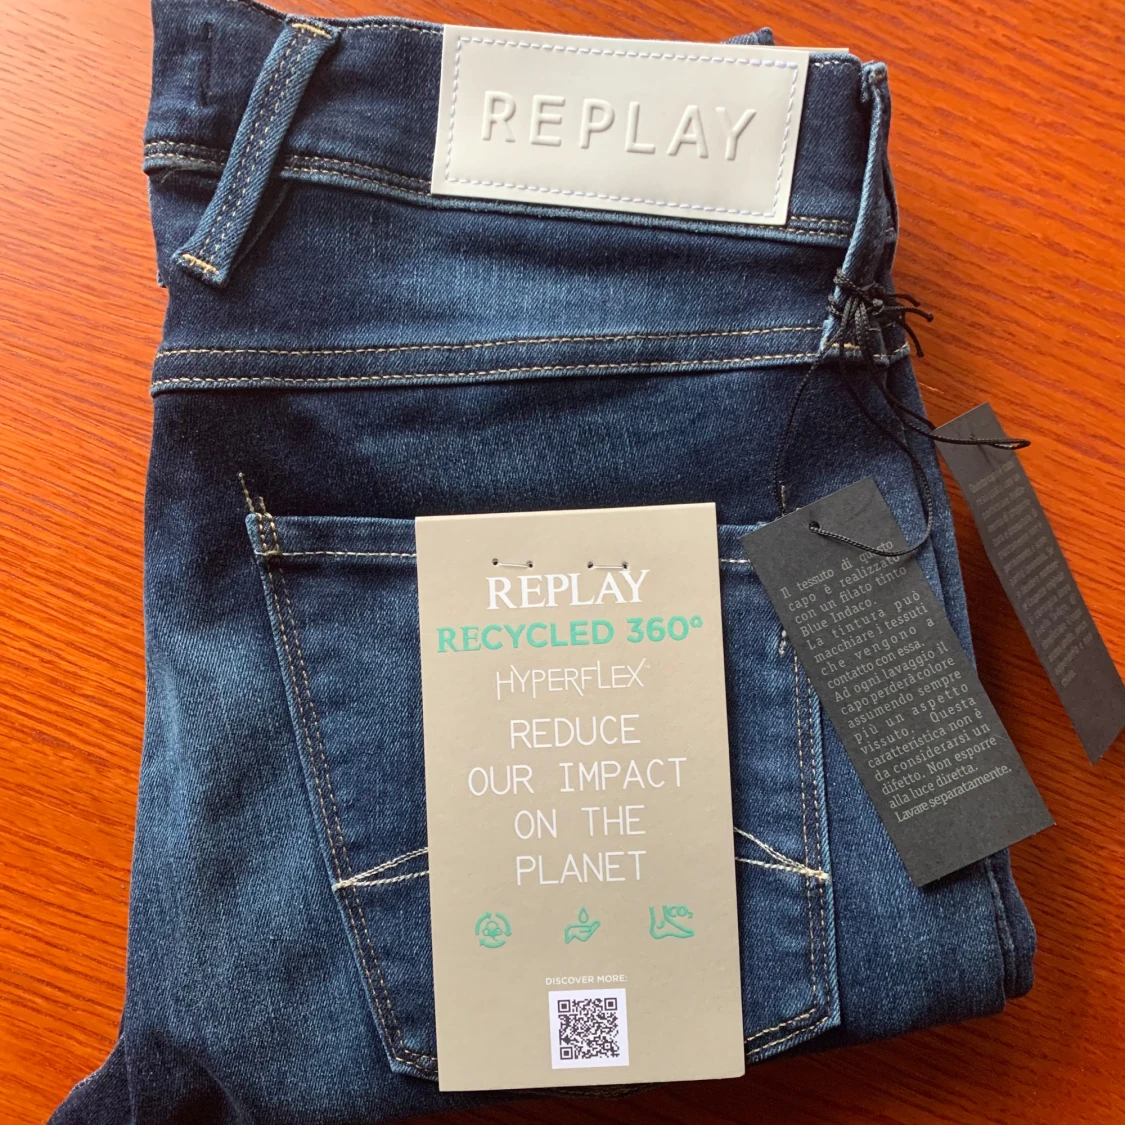 REPLAY
REPLAY
RECYCLED 360º
HYPERFLEX™
REDUCE
OUR IMPACT
ON THE
PLANET
CO₂
DISCOVER MORE:
Il tessuto di questo
capo è realizzato
con un filato tinto
Blue Indaco.
La tintura può
macchiare i tessuti
che vengono a
contatto con essa.
Ad ogni lavaggio il
capo perderà colore
assumendo sempre
più un aspetto
vissuto. Questa
caratteristica non è
da considerarsi un
difetto. Non esporre
alla luce diretta.
Lavare separatamente.